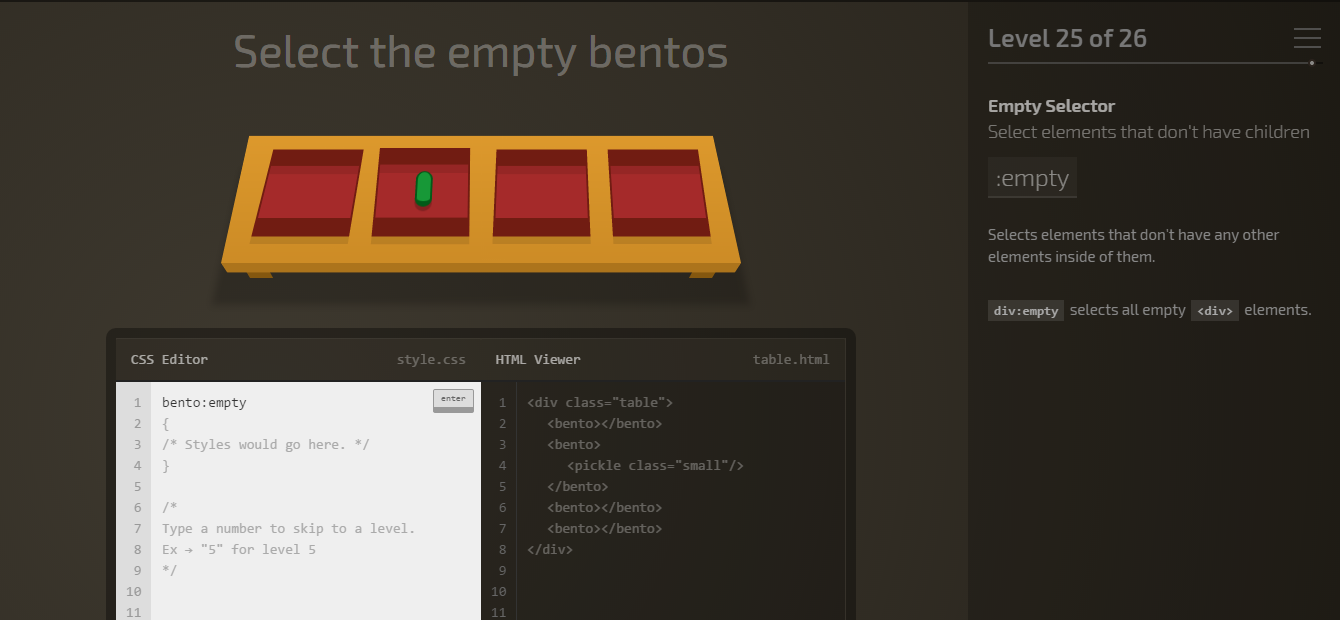 Select the empty bentos
CSS Editor
style.css
HTML Viewer
table.html
1
2
3
4
5
6
7
8
9
10
11
bento:empty
{
/* Styles would go here. */
}
/*
Type a number to skip to a level.
Ex → "5" for level 5
*/
enter
1
2
3
4
5
6
7
8
9
10
11
<div class="table">
<bento></bento>
<bento>
<pickle class="small"/>
</bento>
<bento></bento>
<bento></bento>
</div>
Level 25 of 26
Empty Selector
Select elements that don't have children
:empty
Selects elements that don't have any other
elements inside of them.
div:empty selects all empty <div> elements.